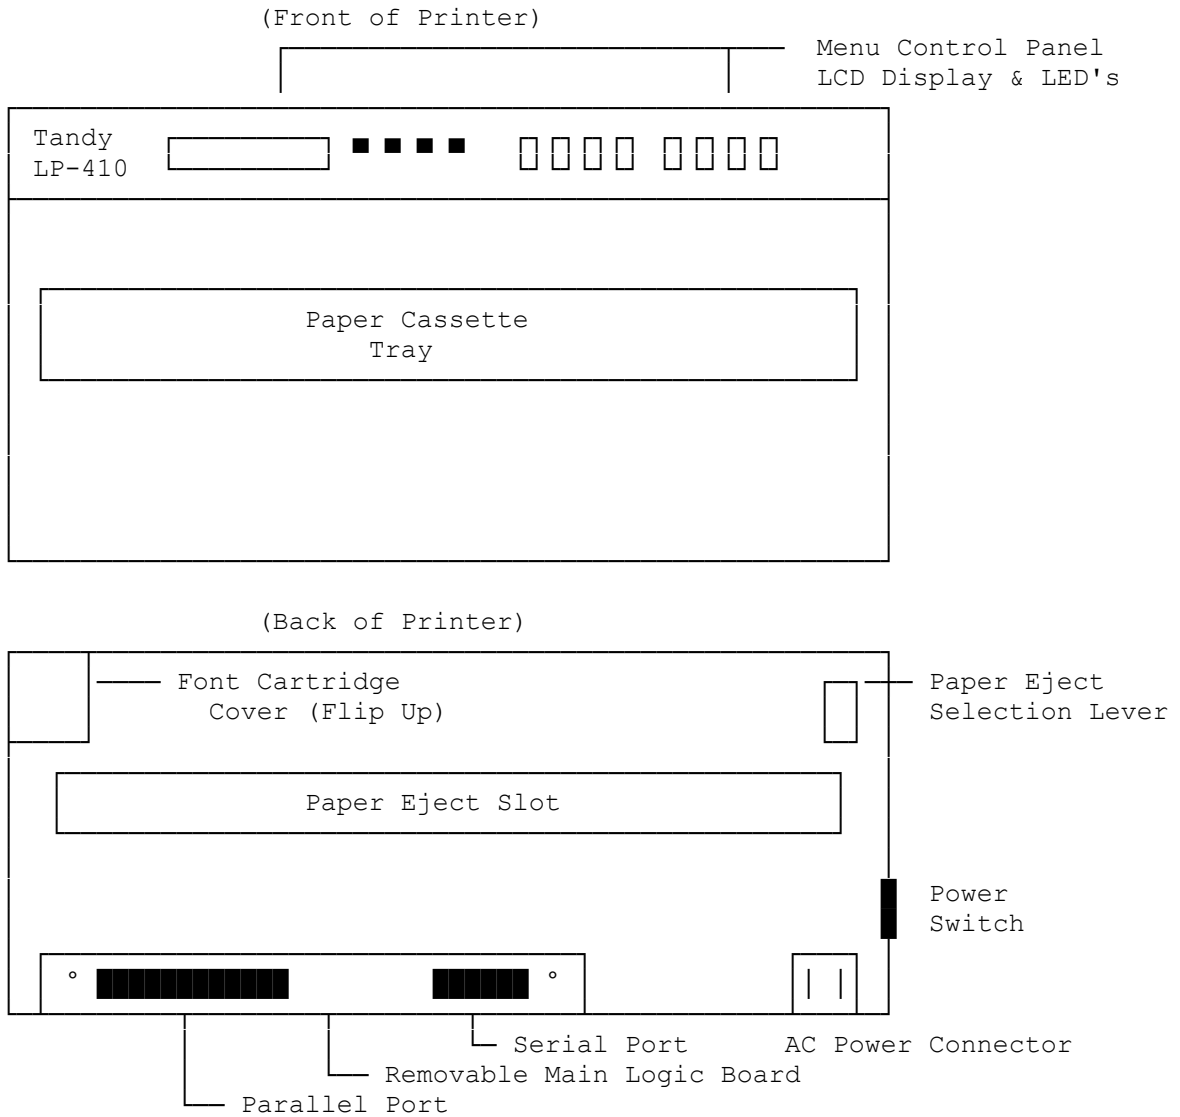 (Front of Printer)
Menu Control Panel
LCD Display & LED's
Tandy
LP-410
Paper Cassette
Tray
(Back of Printer)
Font Cartridge
Cover (Flip Up)
Paper Eject
Selection Lever
Paper Eject Slot
Power
Switch
Serial Port
AC Power Connector
Removable Main Logic Board
Parallel Port